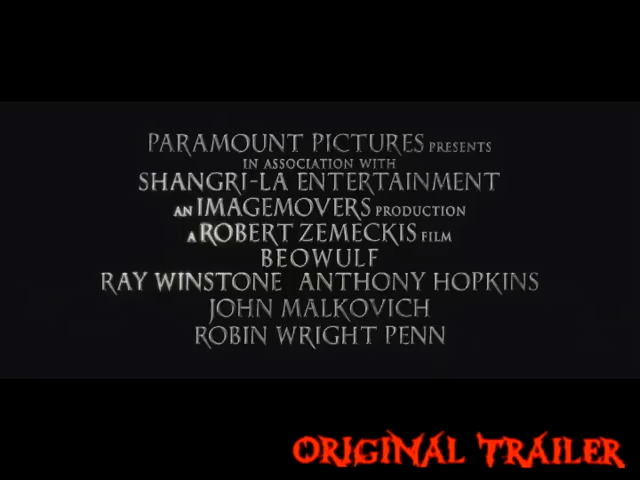 PARAMOUNT PICTURES PRESENTS
IN ASSOCIATION WITH
SHANGRI-LA ENTERTAINMENT
AN IMAGEMOVERS PRODUCTION
A ROBERT ZEMECKIS FILM
BEOWULF
RAY WINSTONE ANTHONY HOPKINS
JOHN MALKOVICH
ROBIN WRIGHT PENN
ORIGINAL TRAILER